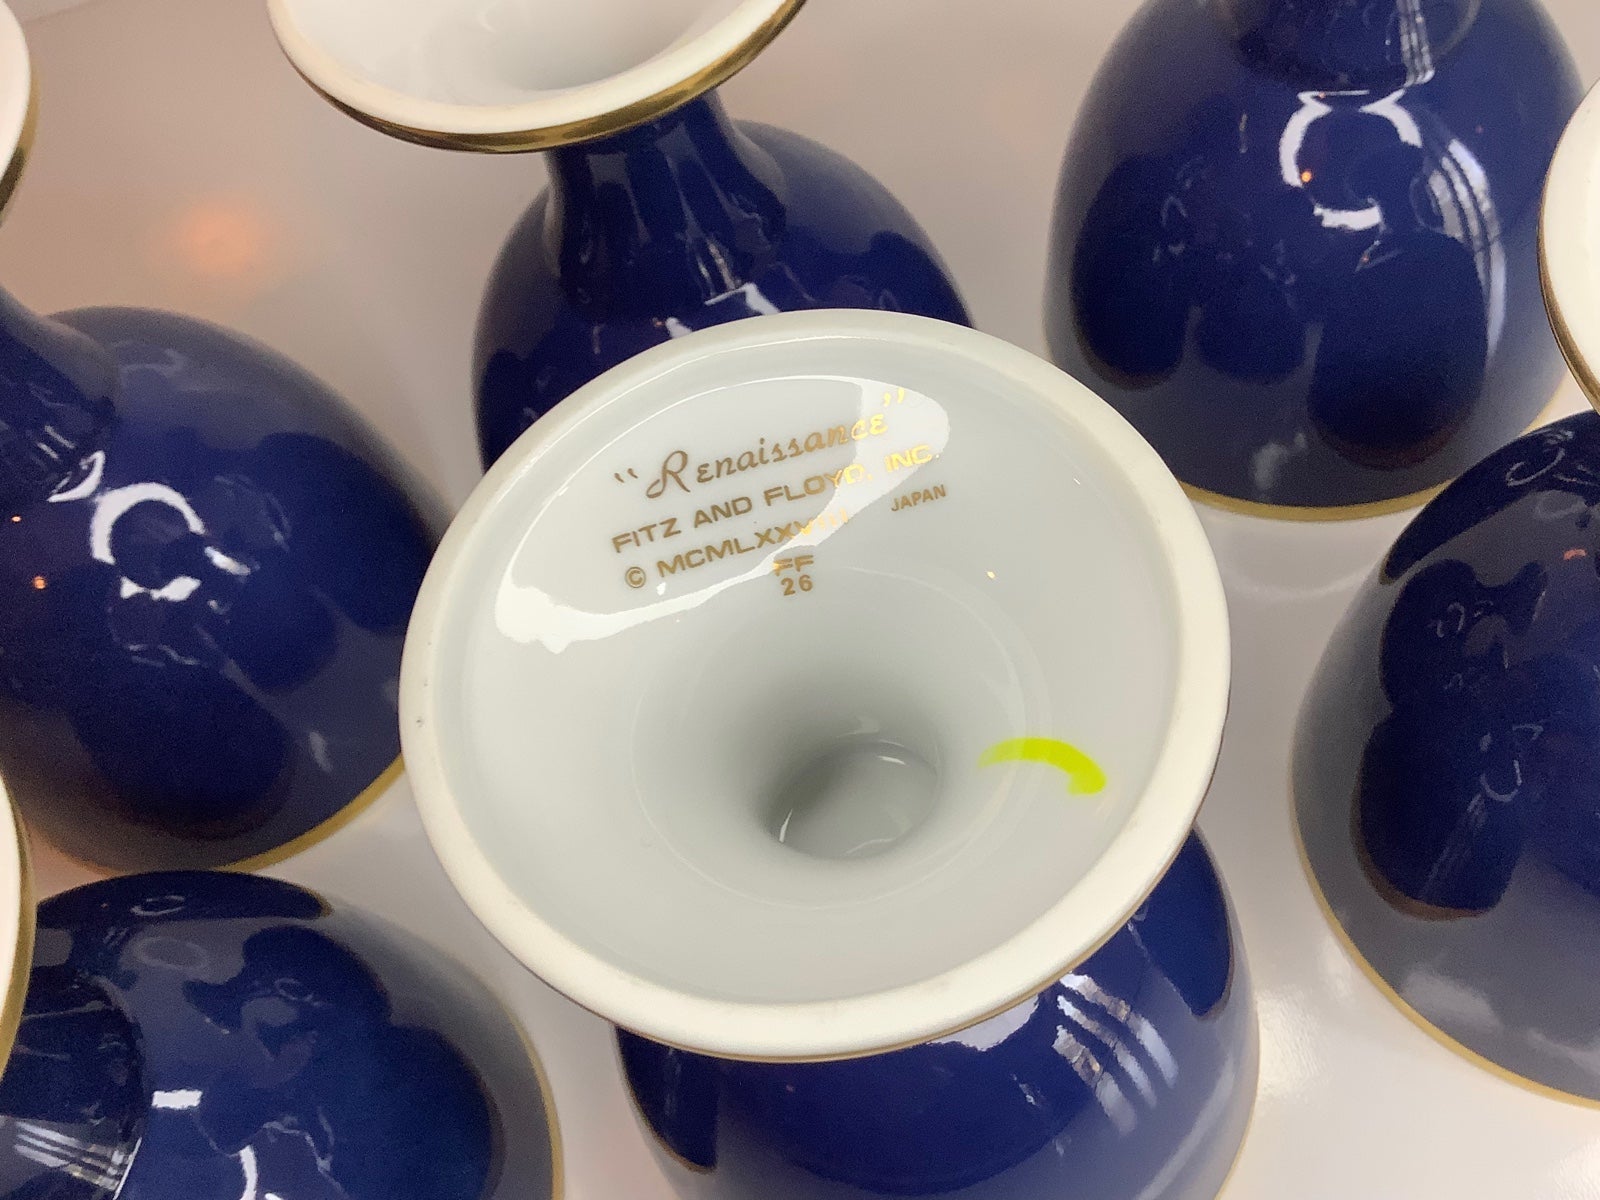 "Renaissance"
FITZ AND FLOYD, INC.
© MCMLXXVIII JAPAN
FF
26